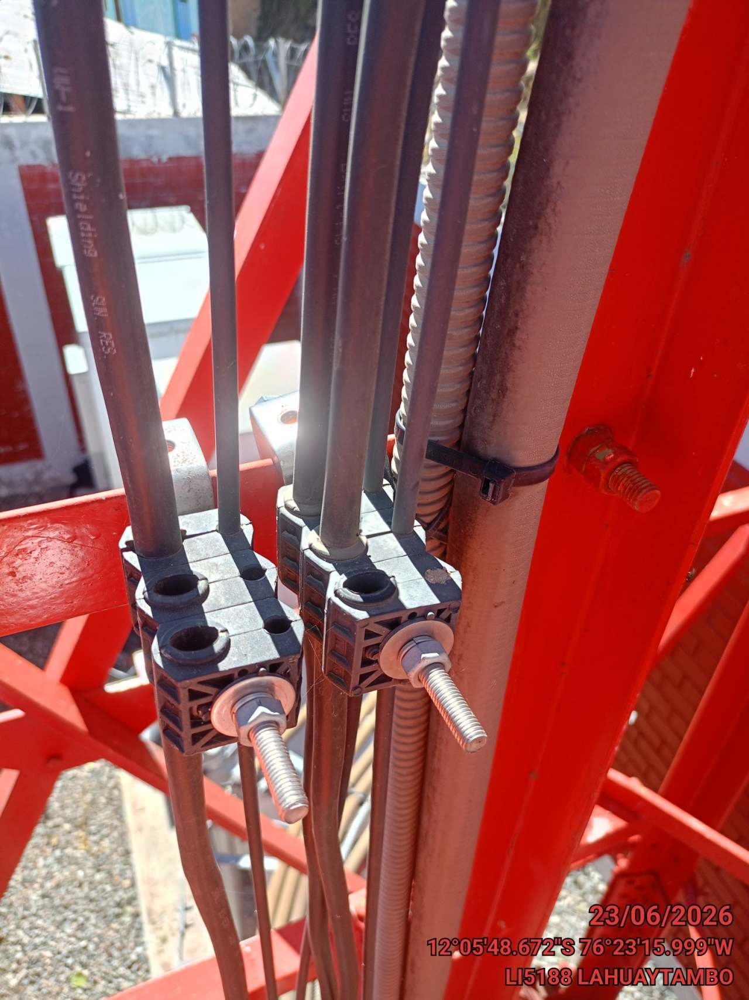 Shielding SUN. RES.
23/06/2026
12°05'48.672"S 76°23'15.999"W
LI5188 LAHUAYTAMBO